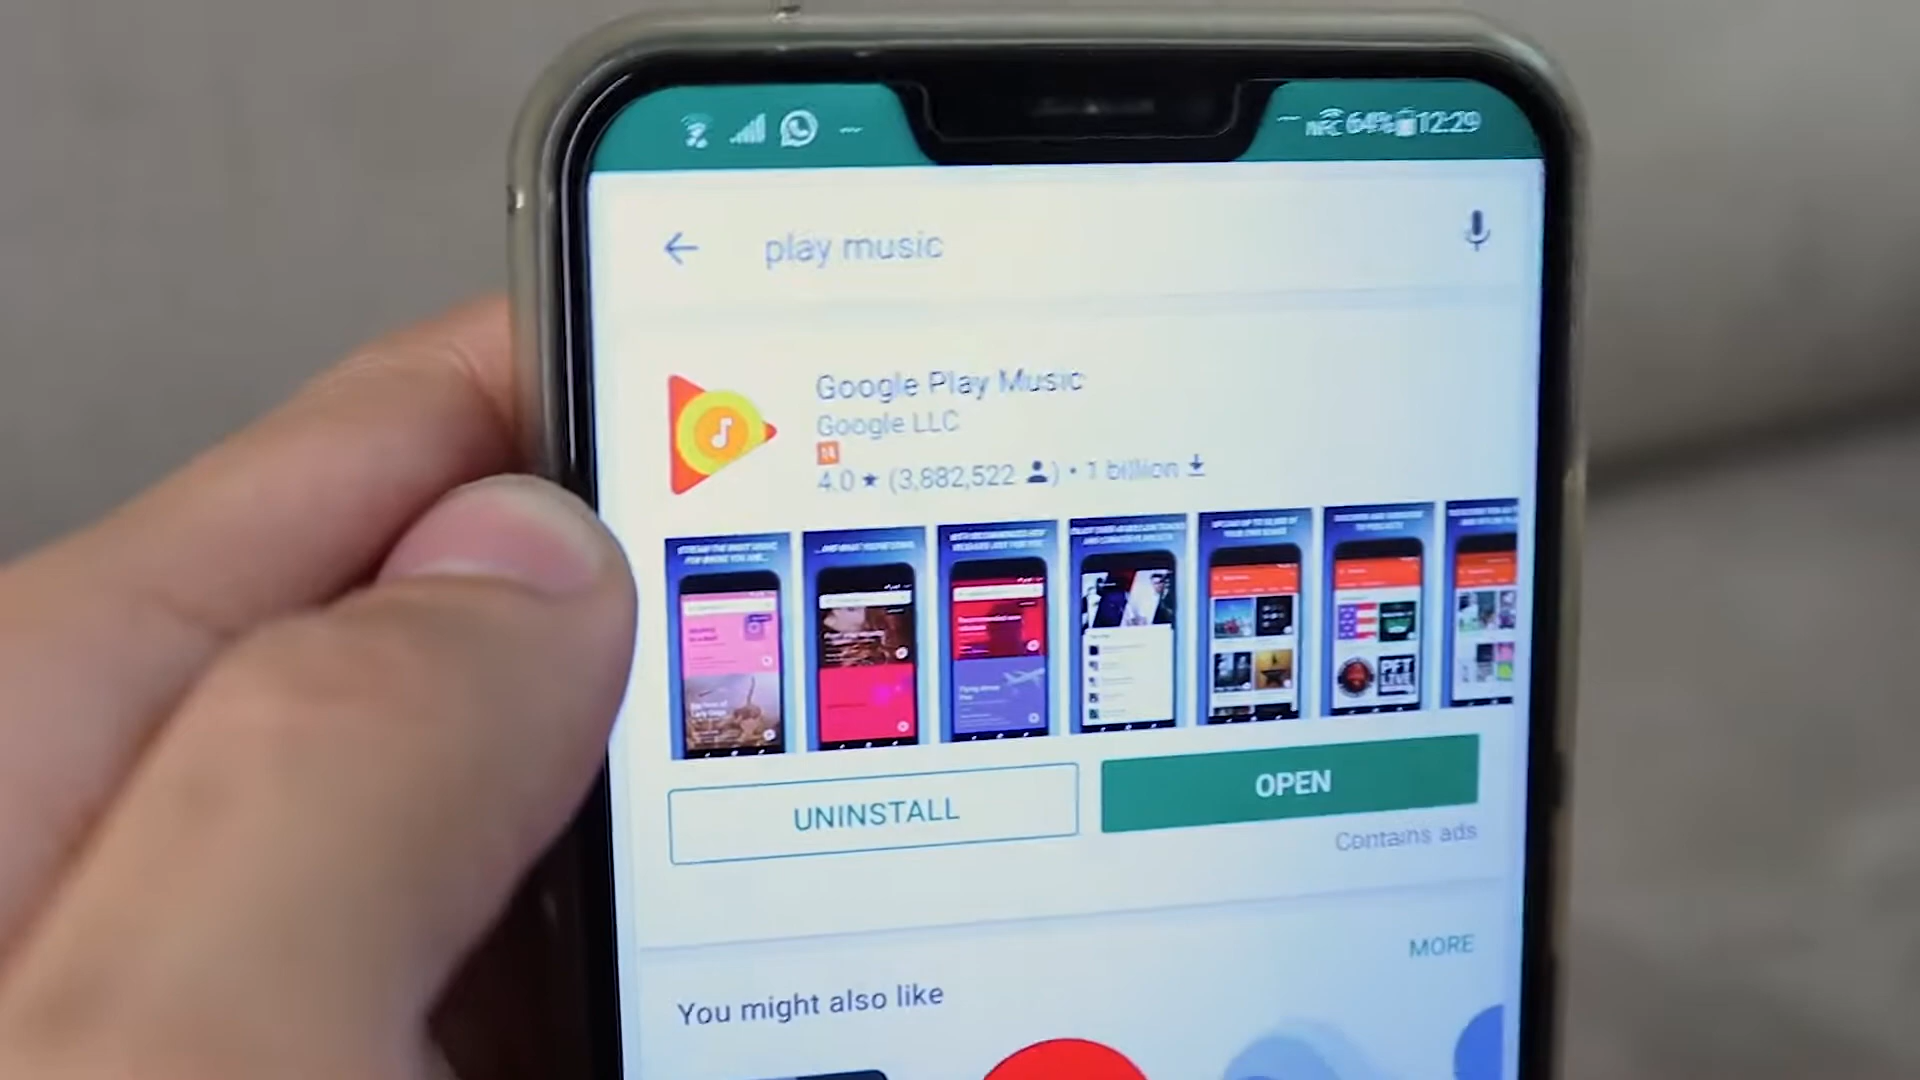 NFC 64% 12:29
play music
Google Play Music
Google LLC
4.0 ★ (3,882,522 ) • 1 billion
UNINSTALL
OPEN
Contains ads
MORE
You might also like